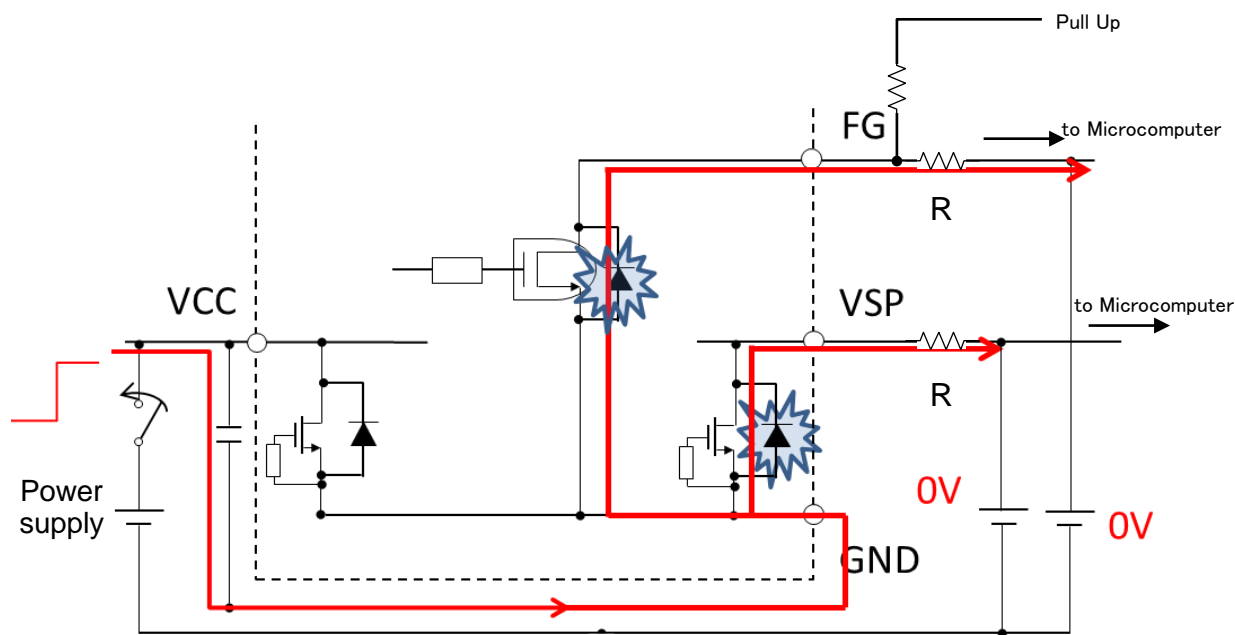 Pull Up
FG
to Microcomputer
R
VCC
VSP
to Microcomputer
R
Power
supply
0V
0V
GND